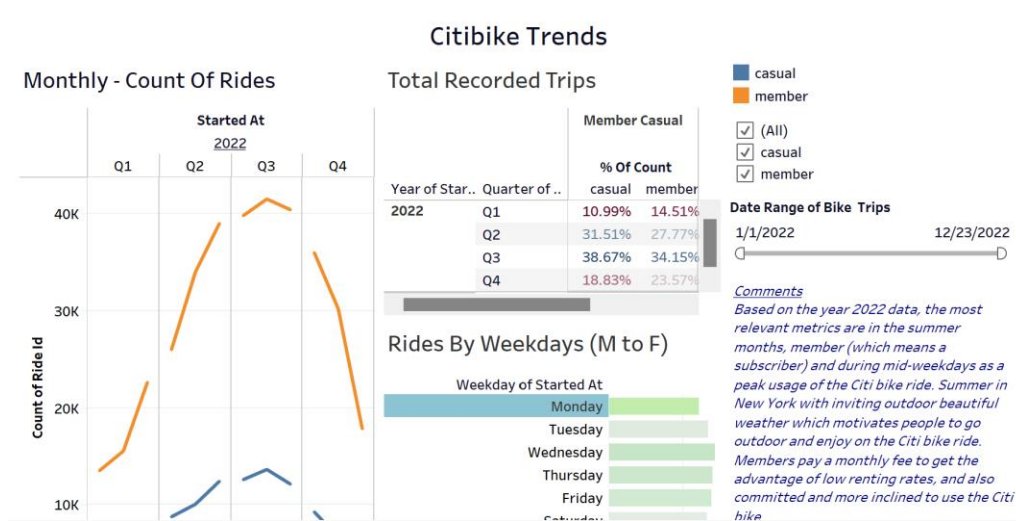 Citibike Trends
Monthly - Count Of Rides
Started At
2022
Q1 Q2 Q3 Q4
40K
30K
20K
10K
Count of Ride Id
Total Recorded Trips
Member Casual
% Of Count
Year of Star.. Quarter of .. casual member
2022 Q1 10.99% 14.51%
Q2 31.51% 27.77%
Q3 38.67% 34.15%
Q4 18.83% 23.57%
Rides By Weekdays (M to F)
Weekday of Started At
Monday
Tuesday
Wednesday
Thursday
Friday
Saturday
casual
member
(All)
casual
member
Date Range of Bike Trips
1/1/2022 12/23/2022
Comments
Based on the year 2022 data, the most
relevant metrics are in the summer
months, member (which means a
subscriber) and during mid-weekdays as a
peak usage of the Citi bike ride. Summer in
New York with inviting outdoor beautiful
weather which motivates people to go
outdoor and enjoy on the Citi bike ride.
Members pay a monthly fee to get the
advantage of low renting rates, and also
committed and more inclined to use the Citi
bike